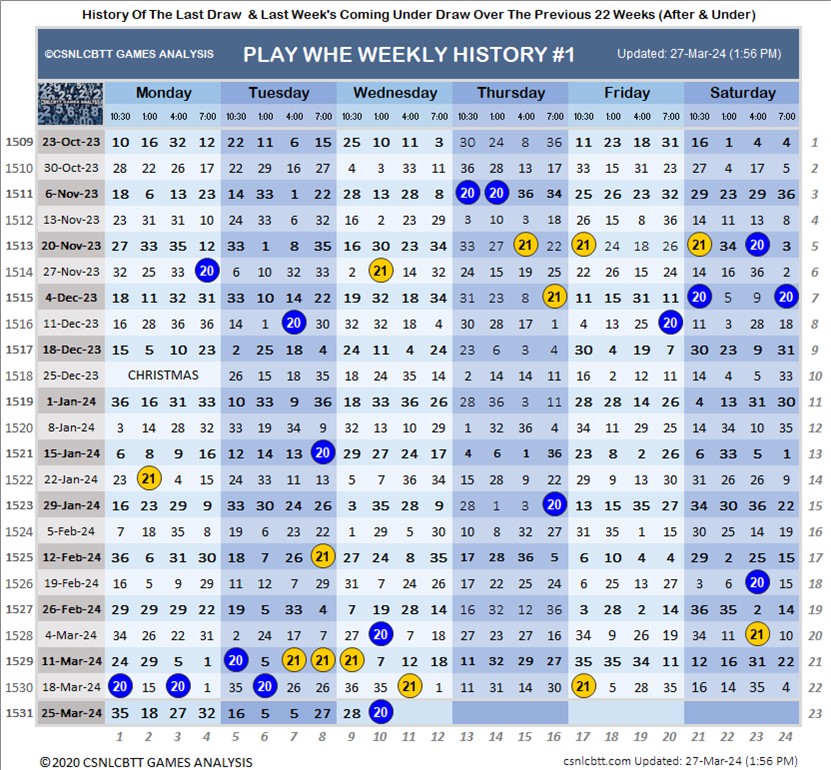 History Of The Last Draw & Last Week's Coming Under Draw Over The Previous 22 Weeks (After & Under)
©CSNLCBTT GAMES ANALYSIS PLAY WHE WEEKLY HISTORY #1 Updated: 27-Mar-24 (1:56 PM)
CSNLCBTT GAMES ANALYSIS
Monday Tuesday Wednesday Thursday Friday Saturday
10:30 1:00 4:00 7:00 10:30 1:00 4:00 7:00 10:30 1:00 4:00 7:00 10:30 1:00 4:00 7:00 10:30 1:00 4:00 7:00 10:30 1:00 4:00 7:00
1509 23-Oct-23 10 16 32 12 22 11 6 15 25 10 11 3 30 24 8 36 11 23 18 31 16 1 4 4 1
1510 30-Oct-23 28 22 26 17 22 29 16 27 4 3 33 11 36 28 13 17 33 15 31 23 27 4 17 5 2
1511 6-Nov-23 18 6 13 23 14 33 1 22 28 13 28 8 20 20 36 34 25 26 23 32 29 23 29 36 3
1512 13-Nov-23 23 31 31 10 24 33 6 32 16 2 23 29 3 10 3 18 26 15 8 36 14 11 13 8 4
1513 20-Nov-23 27 33 35 12 33 1 8 35 16 30 23 34 33 27 21 22 21 24 18 26 21 34 20 3 5
1514 27-Nov-23 32 25 33 20 6 10 32 33 2 21 14 32 24 15 19 25 22 26 15 24 14 16 36 2 6
1515 4-Dec-23 18 11 32 31 33 10 14 22 19 32 18 34 31 23 8 21 11 15 31 11 20 5 9 20 7
1516 11-Dec-23 16 28 36 36 14 1 20 30 32 32 18 4 30 28 17 1 4 13 25 20 11 28 18 8
1517 18-Dec-23 15 5 10 23 2 25 18 4 24 11 4 24 23 6 3 4 30 4 19 7 30 23 9 31 9
1518 25-Dec-23 CHRISTMAS 26 15 18 35 18 24 35 14 2 14 14 11 16 2 12 11 14 4 5 33 10
1519 1-Jan-24 36 16 31 33 10 33 9 36 18 33 36 26 28 36 3 11 28 28 14 26 4 13 31 30 11
1520 8-Jan-24 3 14 28 32 33 19 34 9 32 13 10 29 1 32 36 4 34 11 29 25 14 34 10 35 12
1521 15-Jan-24 6 8 9 16 12 14 13 20 29 27 24 17 4 6 1 36 23 8 2 26 6 33 5 1 13
1522 22-Jan-24 23 21 4 15 24 33 11 13 5 7 36 34 15 28 9 22 29 9 13 30 31 26 14 9 14
1523 29-Jan-24 16 23 29 9 33 30 24 26 3 35 28 9 28 1 3 20 13 15 35 27 34 30 36 22 15
1524 5-Feb-24 7 18 35 8 19 6 23 22 1 29 5 30 10 8 32 27 31 35 1 15 30 25 14 19 16
1525 12-Feb-24 36 6 31 30 18 7 26 21 27 24 8 35 17 28 36 5 6 10 4 4 29 2 25 15 17
1526 19-Feb-24 16 5 9 29 11 12 7 29 31 7 24 26 17 22 25 24 6 25 13 27 3 6 20 15 18
1527 26-Feb-24 29 29 29 22 19 5 33 4 7 19 28 14 16 32 12 36 3 28 2 14 36 35 2 14 19
1528 4-Mar-24 34 26 22 31 2 24 17 7 27 20 7 18 27 23 27 16 34 9 26 19 34 11 21 10 20
1529 11-Mar-24 24 29 5 1 20 5 21 21 21 7 12 18 11 32 29 27 35 35 34 11 12 16 31 22 21
1530 18-Mar-24 20 15 20 1 35 20 26 26 36 35 21 1 11 31 14 30 21 5 28 35 16 14 35 4 22
1531 25-Mar-24 35 18 27 32 16 5 5 27 28 20 23
1 2 3 4 5 6 7 8 9 10 11 12 13 14 15 16 17 18 19 20 21 22 23 24
©2020 CSNLCBTT GAMES ANALYSIS csnlcbtt.com Updated: 27-Mar-24 (1:56 PM)